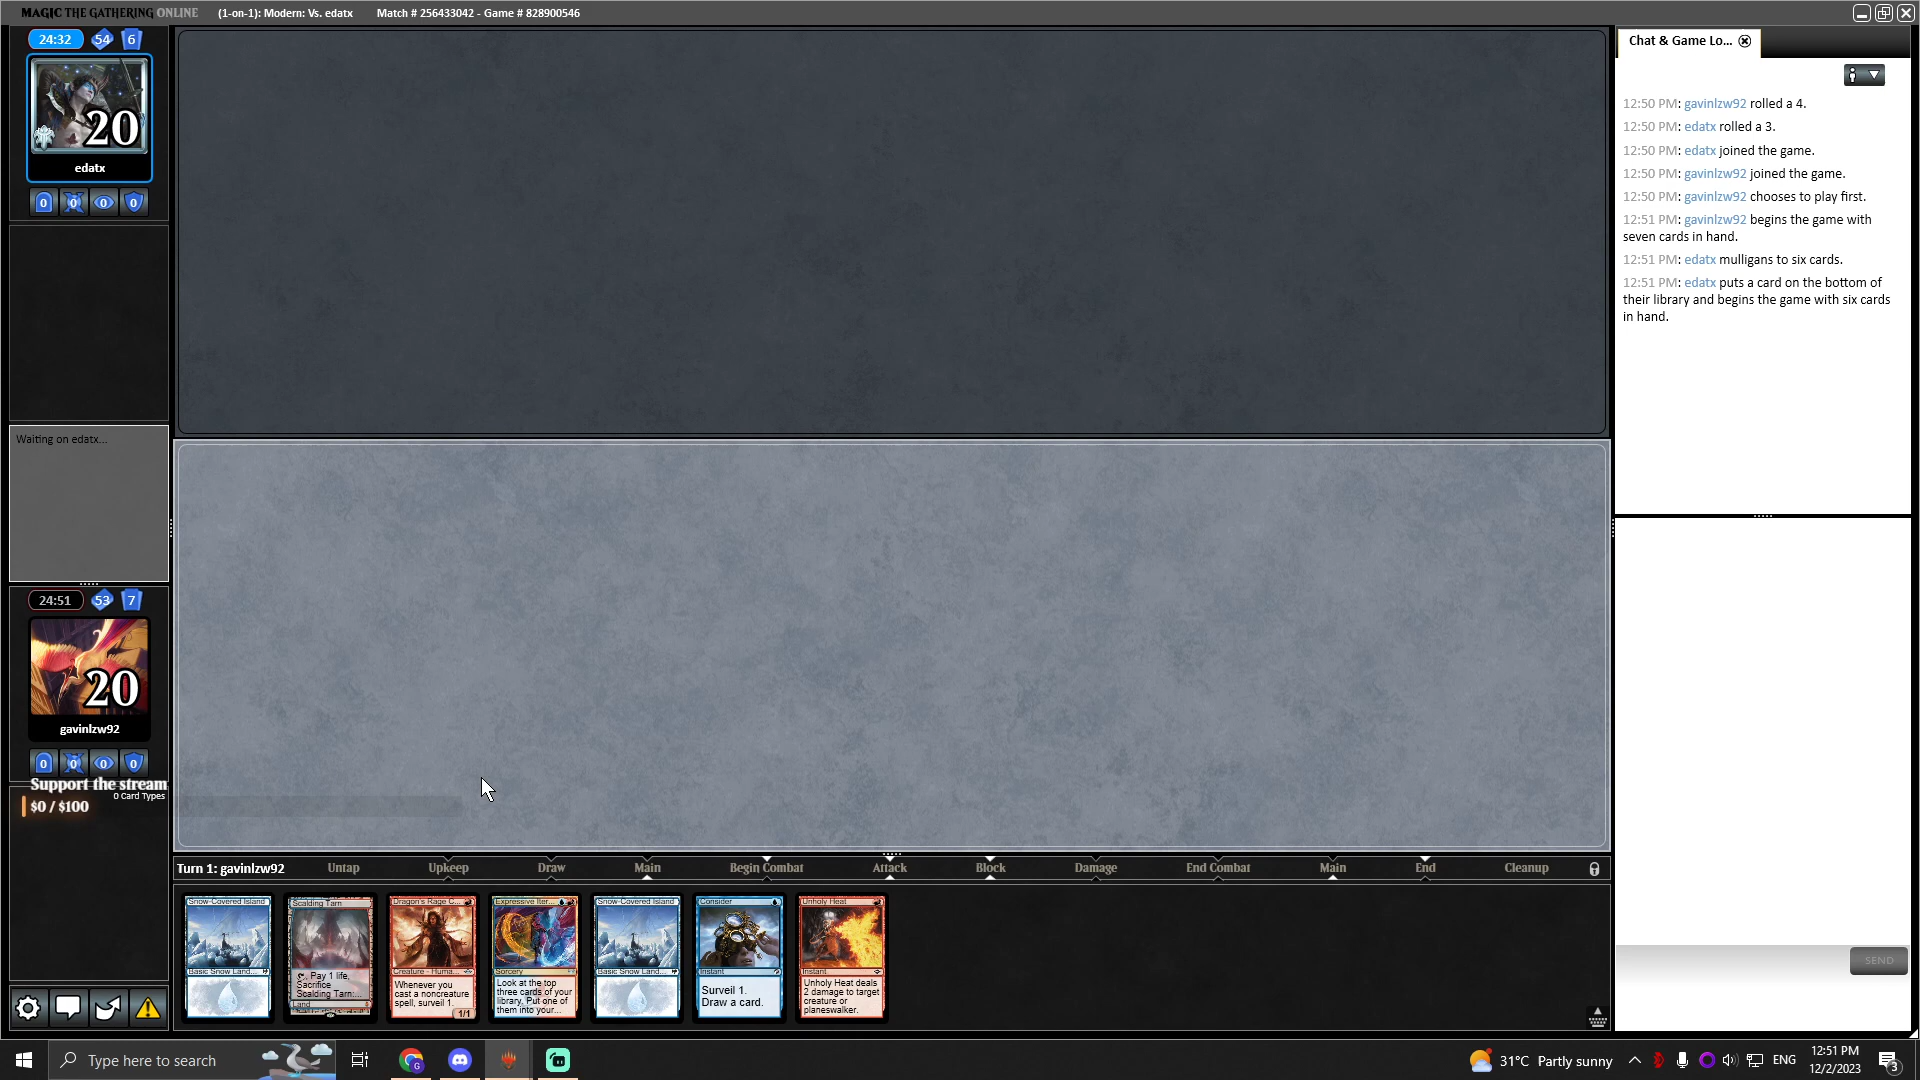 MAGIC THE GATHERING ONLINE (1-on-1): Modern: Vs. edatx Match # 256433042 - Game # 828900546
24:32 54 6
20
edatx
0 0 0 0
Waiting on edatx...
24:51 53 7
20
gavinlzw92
0 0 0 0
Support the stream
0 Card Types
$0 / $100
Turn 1: gavinlzw92 Untap Upkeep Draw Main Begin Combat Attack Block Damage End Combat Main End Cleanup
Snow-Covered Island
Basic Snow Land...
Scalding Tarn
, Pay 1 life,
Sacrifice
Scalding Tarn:...
Land
Dragon's Rage C...
Creature - Huma...
Whenever you
cast a noncreature
spell, surveil 1.
1/1
Expressive Iter...
Sorcery
Look at the top
three cards of your
library. Put one of
them into your...
Snow-Covered Island
Basic Snow Land...
Consider
Instant
Surveil 1.
Draw a card.
Unholy Heat
Instant
Unholy Heat deals
2 damage to target
creature or
planeswalker.
Chat & Game Lo...
12:50 PM: gavinlzw92 rolled a 4.
12:50 PM: edatx rolled a 3.
12:50 PM: edatx joined the game.
12:50 PM: gavinlzw92 joined the game.
12:50 PM: gavinlzw92 chooses to play first.
12:51 PM: gavinlzw92 begins the game with
seven cards in hand.
12:51 PM: edatx mulligans to six cards.
12:51 PM: edatx puts a card on the bottom of
their library and begins the game with six cards
in hand.
SEND
Type here to search
31°C Partly sunny
ENG
12:51 PM
12/2/2023
3